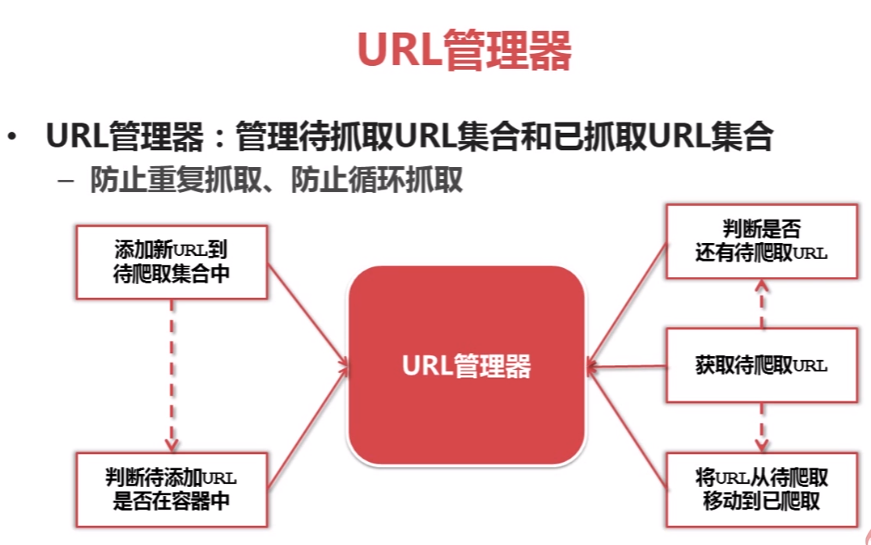 URL管理器
• URL管理器：管理待抓取URL集合和已抓取URL集合
– 防止重复抓取、防止循环抓取
添加新URL到
待爬取集合中
判断待添加URL
是否在容器中
URL管理器
判断是否
还有待爬取URL
获取待爬取URL
将URL从待爬取
移动到已爬取